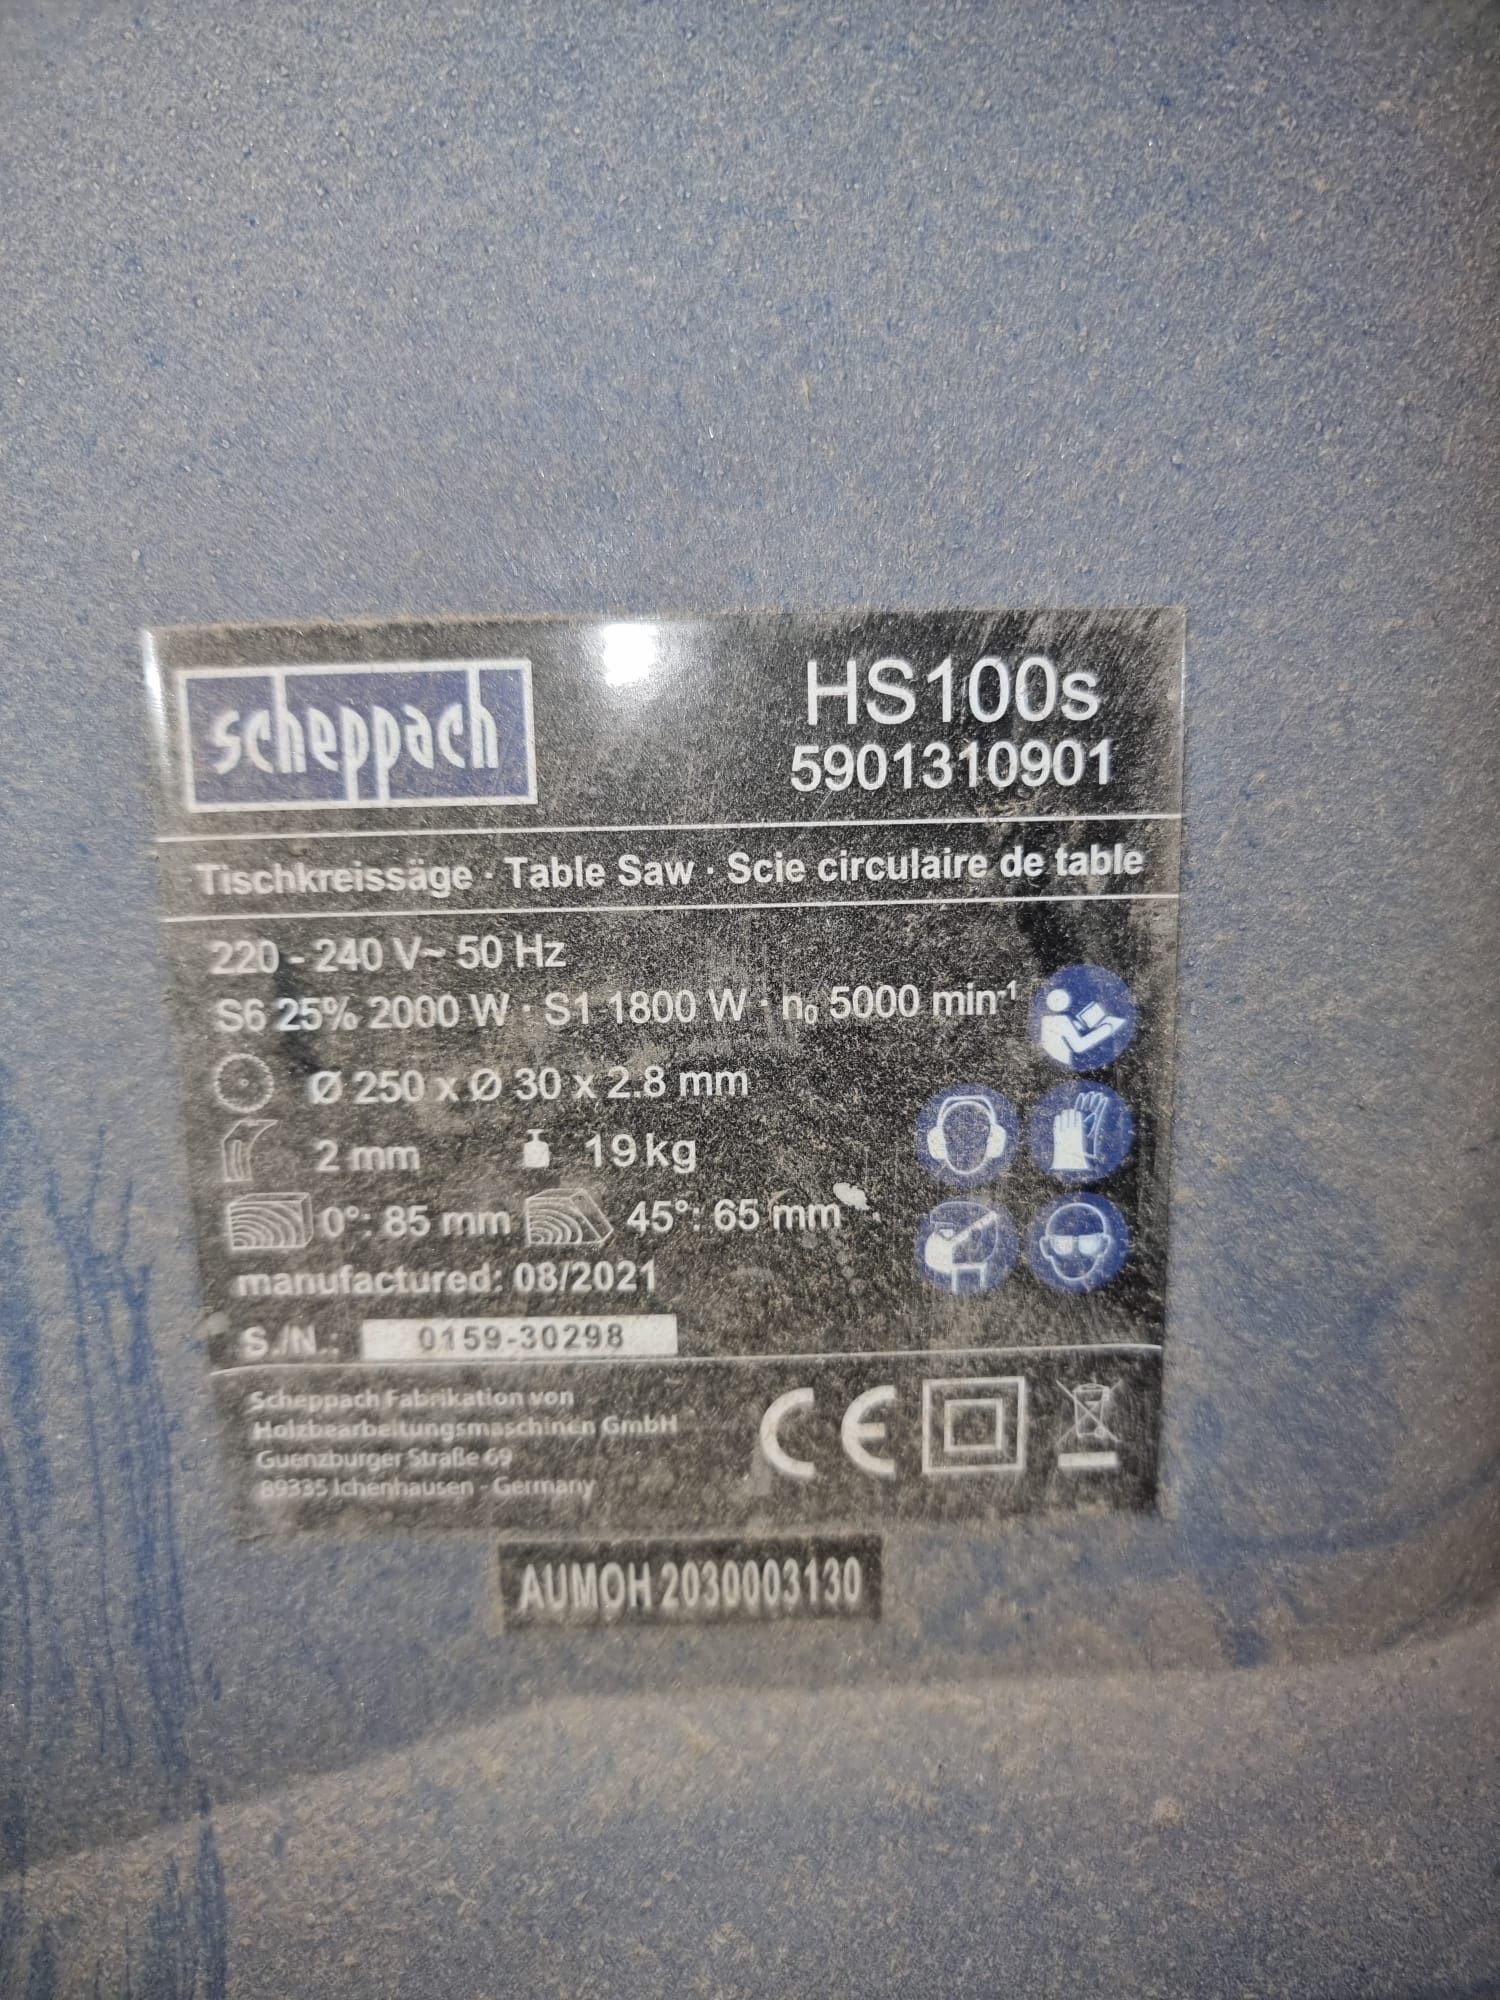 scheppach
HS100s
5901310901
Tischkreissäge · Table Saw · Scie circulaire de table
220 - 240 V~ 50 Hz
S6 25% 2000 W · S1 1800 W · n₀ 5000 min⁻¹
Ø 250 x Ø 30 x 2.8 mm
2 mm 19 kg
0°: 85 mm 45°: 65 mm
manufactured: 08/2021
S./N.: 0159-30298
Scheppach Fabrikation von
Holzbearbeitungsmaschinen GmbH
Guenzburger Straße 69
89335 Ichenhausen - Germany
CE
AUMOH 2030003130